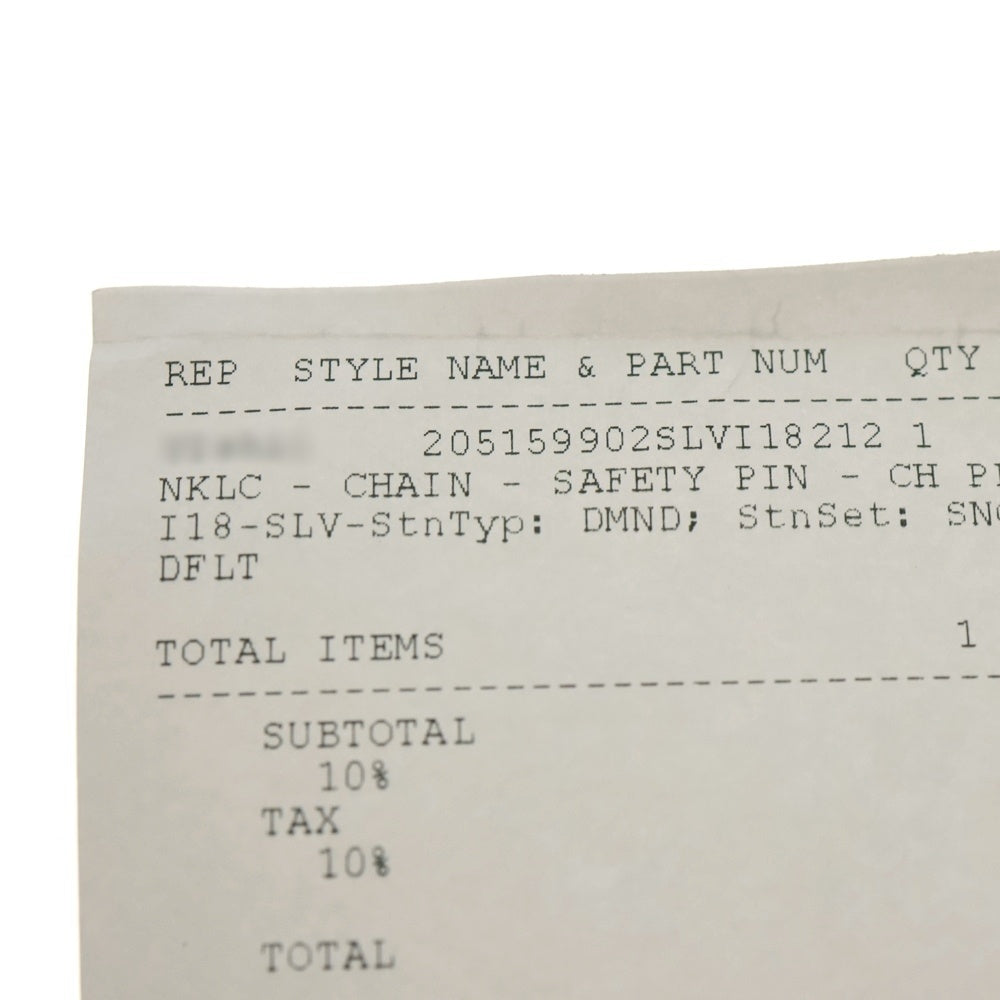 REP STYLE NAME & PART NUM QTY
205159902SLVI18212 1
NKLC - CHAIN - SAFETY PIN - CH
I18-SLV-StnTyp: DMND; StnSet:
DFLT
TOTAL ITEMS 1
SUBTOTAL
10%
TAX
10%
TOTAL